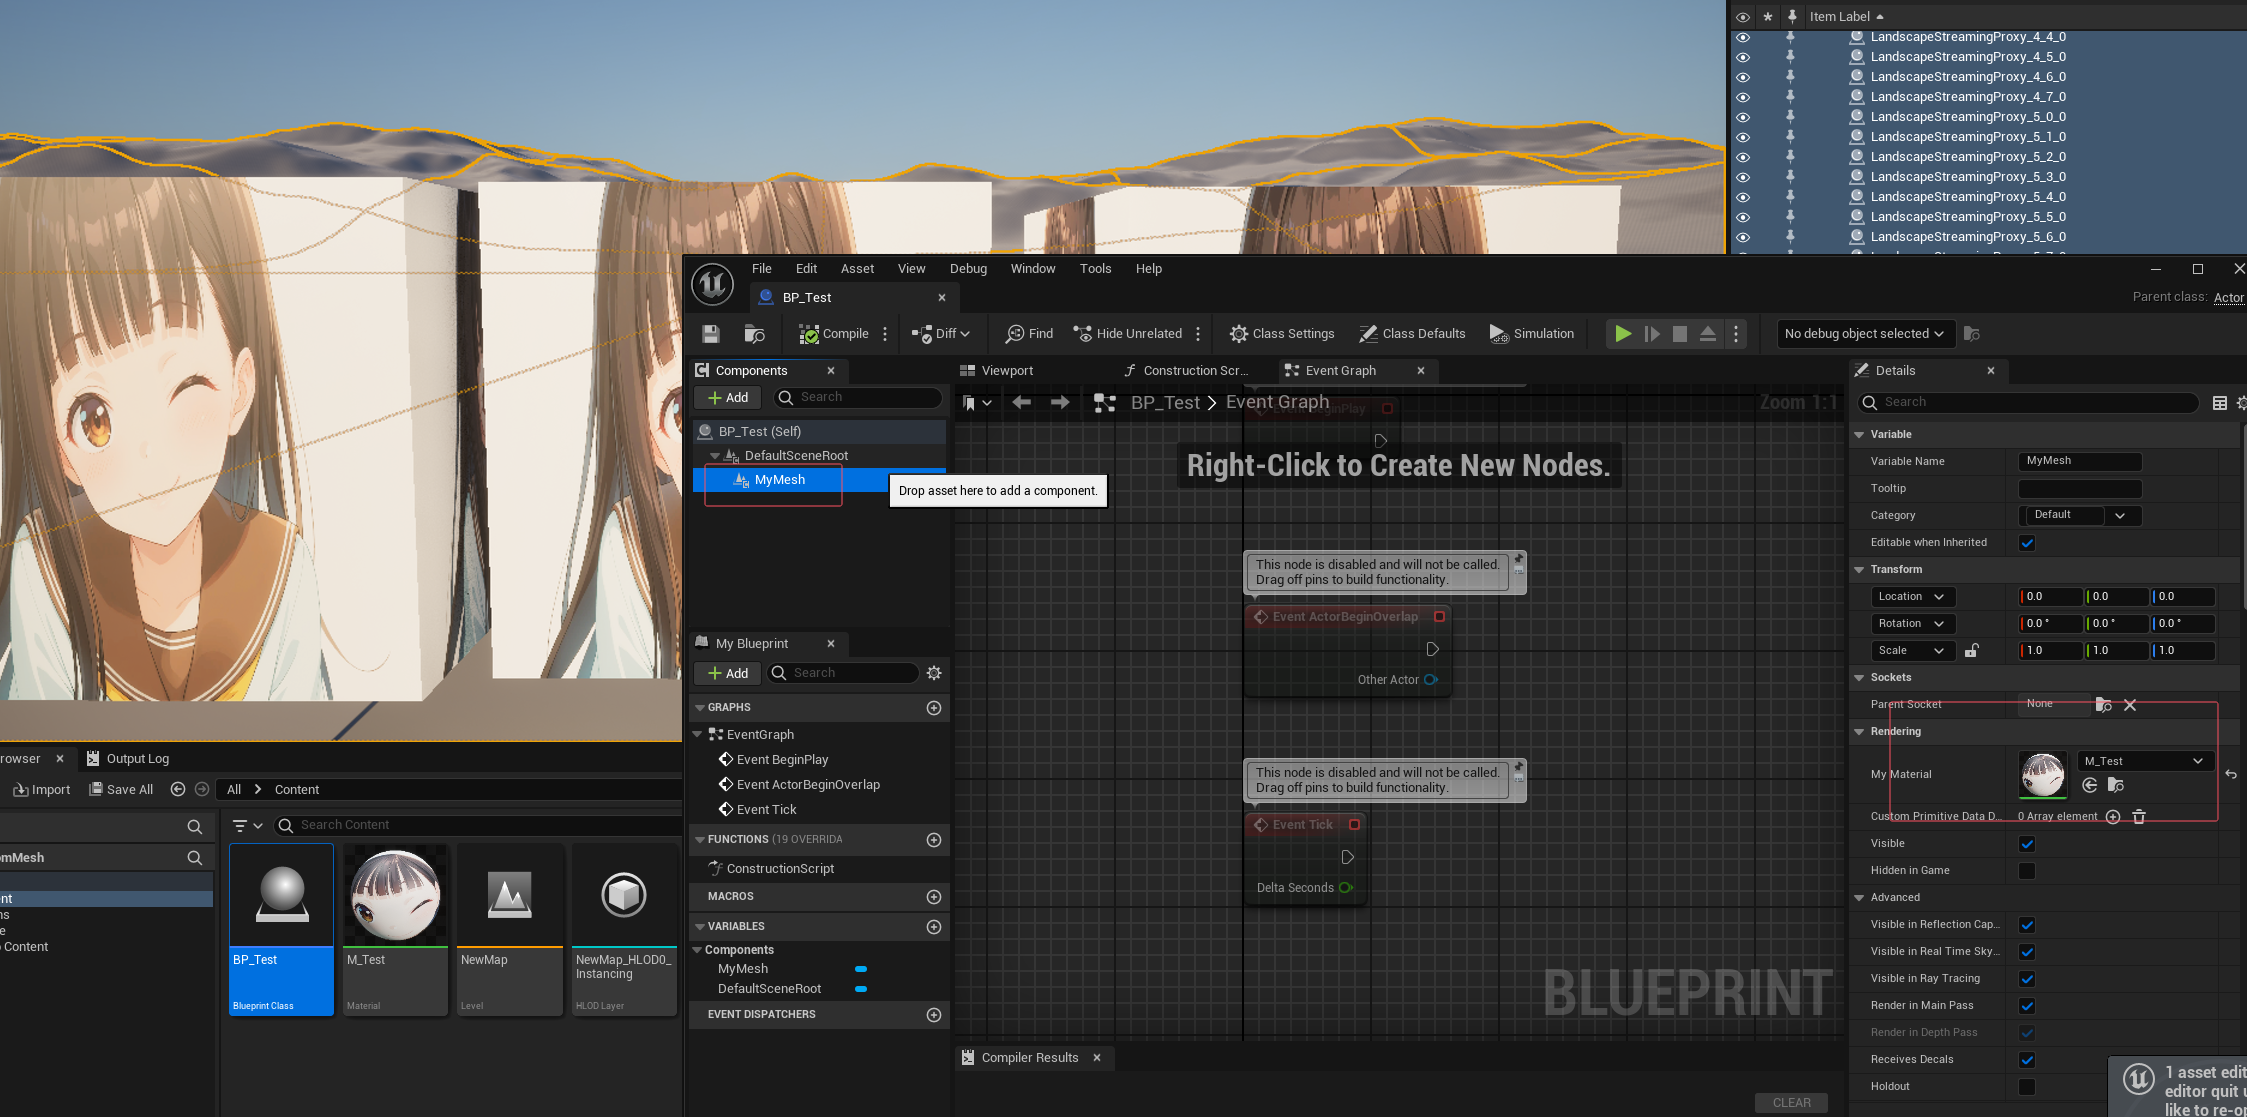 Item Label
LandscapeStreamingProxy_4_4_0
LandscapeStreamingProxy_4_5_0
LandscapeStreamingProxy_4_6_0
LandscapeStreamingProxy_4_7_0
LandscapeStreamingProxy_5_0_0
LandscapeStreamingProxy_5_1_0
LandscapeStreamingProxy_5_2_0
LandscapeStreamingProxy_5_3_0
LandscapeStreamingProxy_5_4_0
LandscapeStreamingProxy_5_5_0
LandscapeStreamingProxy_5_6_0
File Edit Asset View Debug Window Tools Help
BP_Test
Parent class: Actor
Compile Diff Find Hide Unrelated Class Settings Class Defaults Simulation No debug object selected
Components
Add Search
BP_Test (Self)
DefaultSceneRoot
MyMesh
Drop asset here to add a component.
Viewport Construction Scr... Event Graph
BP_Test > Event Graph
Zoom 1:1
Event BeginPlay
Right-Click to Create New Nodes.
This node is disabled and will not be called.
Drag off pins to build functionality.
Event ActorBeginOverlap
Other Actor
This node is disabled and will not be called.
Drag off pins to build functionality.
Event Tick
Delta Seconds
BLUEPRINT
My Blueprint
Add Search
GRAPHS
EventGraph
Event BeginPlay
Event ActorBeginOverlap
Event Tick
FUNCTIONS (19 OVERRIDA
ConstructionScript
MACROS
VARIABLES
Components
MyMesh
DefaultSceneRoot
EVENT DISPATCHERS
Compiler Results
CLEAR
Details
Search
Variable
Variable Name MyMesh
Tooltip
Category Default
Editable when Inherited
Transform
Location 0.0 0.0 0.0
Rotation 0.0 ° 0.0 ° 0.0 °
Scale 1.0 1.0 1.0
Sockets
Parent Socket None
Rendering
My Material M_Test
Custom Primitive Data D... 0 Array element
Visible
Hidden in Game
Advanced
Visible in Reflection Cap...
Visible in Real Time Sky...
Visible in Ray Tracing
Render in Main Pass
Render in Depth Pass
Receives Decals
Holdout
1 asset edit
editor quit u
like to re-op
rowser Output Log
Import Save All All > Content
Search Content
omMesh
nt
ns
e
Content
BP_Test
Blueprint Class
M_Test
Material
NewMap
Level
NewMap_HLOD0_
Instancing
HLOD Layer